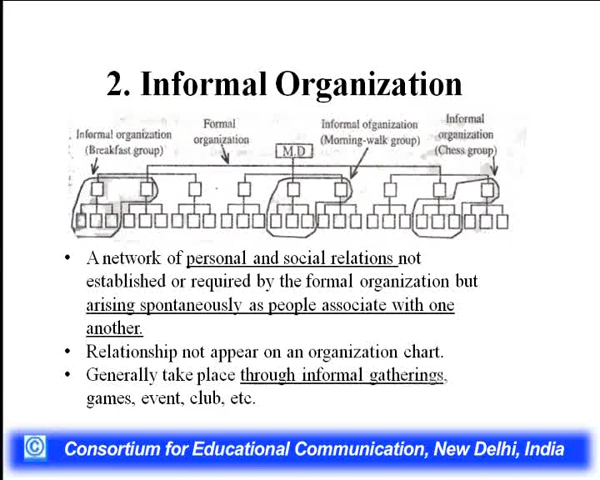 2. Informal Organization
Informal organization
(Breakfast group)
Formal
organization
M.D
Informal ofganization
(Morning-walk group)
Informal
organization
(Chess group)
• A network of personal and social relations not
established or required by the formal organization but
arising spontaneously as people associate with one
another.
• Relationship not appear on an organization chart.
• Generally take place through informal gatherings,
games, event, club, etc.
© Consortium for Educational Communication, New Delhi, India